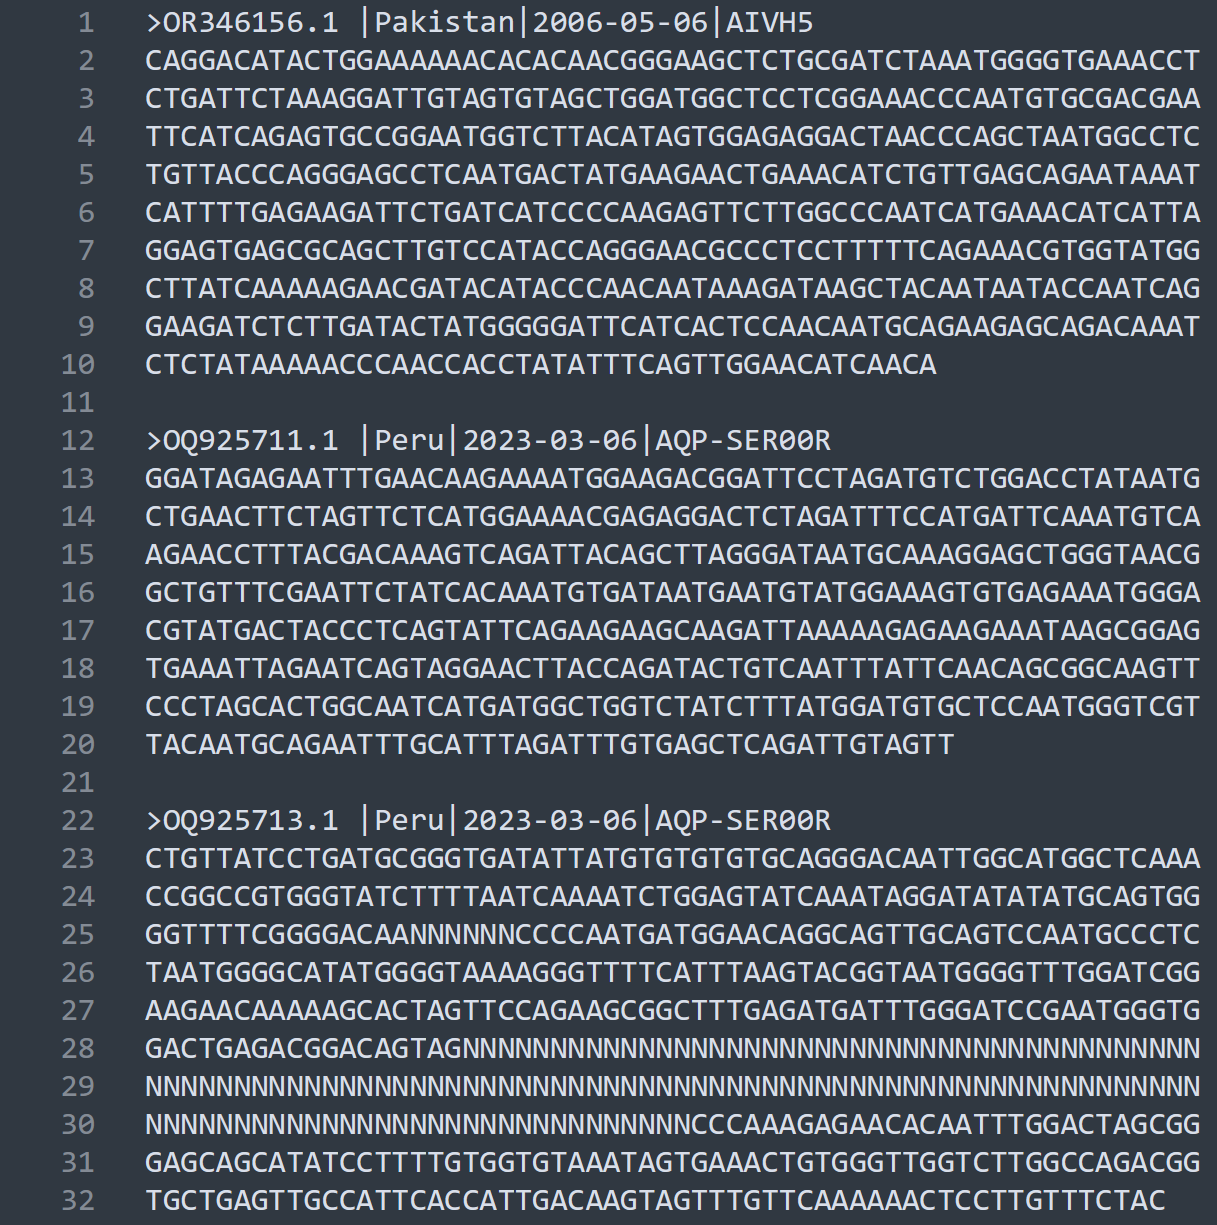 1 >OR346156.1 |Pakistan|2006-05-06|AIVH5
2 CAGGACATACTGGAAAAAACACACAACGGGAAGCTCTGCGATCTAAATGGGGTGAAACCT
3 CTGATTCTAAAGGATTGTAGTGTAGCTGGATGGCTCCTCGGAAACCCAATGTGCGACGAA
4 TTCATCAGAGTGCCGGAATGGTCTTACATAGTGGAGAGGACTAACCCAGCTAATGGCCTC
5 TGTTACCCAGGGAGCCTCAATGACTATGAAGAACTGAAACATCTGTTGAGCAGAATAAAT
6 CATTTTGAGAAGATTCTGATCATCCCCAAGAGTTCTTGGCCCAATCATGAAACATCATTA
7 GGAGTGAGCGCAGCTTGTCCATACCAGGGAACGCCCTCCTTTTTCAGAAACGTGGTATGG
8 CTTATCAAAAAGAACGATACATACCCAACAATAAAGATAAGCTACAATAATACCAATCAG
9 GAAGATCTCTTGATACTATGGGGGATTCATCACTCCAACAATGCAGAAGAGCAGACAAAT
10 CTCTATAAAAACCCAACCACCTATATTTCAGTTGGAACATCAACA
11
12 >OQ925711.1 |Peru|2023-03-06|AQP-SER00R
13 GGATAGAGAATTTGAACAAGAAAATGGAAGACGGATTCCTAGATGTCTGGACCTATAATG
14 CTGAACTTCTAGTTCTCATGGAAAACGAGAGGACTCTAGATTTCCATGATTCAAATGTCA
15 AGAACCTTTACGACAAAGTCAGATTACAGCTTAGGGATAATGCAAAGGAGCTGGGTAACG
16 GCTGTTTCGAATTCTATCACAAATGTGATAATGAATGTATGGAAAGTGTGAGAAATGGGA
17 CGTATGACTACCCTCAGTATTCAGAAGAAGCAAGATTAAAAAGAGAAGAAATAAGCGGAG
18 TGAAATTAGAATCAGTAGGAACTTACCAGATACTGTCAATTTATTCAACAGCGGCAAGTT
19 CCCTAGCACTGGCAATCATGATGGCTGGTCTATCTTTATGGATGTGCTCCAATGGGTCGT
20 TACAATGCAGAATTTGCATTTAGATTTGTGAGCTCAGATTGTAGTT
21
22 >OQ925713.1 |Peru|2023-03-06|AQP-SER00R
23 CTGTTATCCTGATGCGGGTGATATTATGTGTGTGTGCAGGGACAATTGGCATGGCTCAAA
24 CCGGCCGTGGGTATCTTTTAATCAAAATCTGGAGTATCAAATAGGATATATATGCAGTGG
25 GGTTTTCGGGGACAANNNNNNCCCCAATGATGGAACAGGCAGTTGCAGTCCAATGCCCTC
26 TAATGGGGCATATGGGGTAAAAGGGTTTTCATTTAAGTACGGTAATGGGGTTTGGATCGG
27 AAGAACAAAAAGCACTAGTTCCAGAAGCGGCTTTGAGATGATTTGGGATCCGAATGGGTG
28 GACTGAGACGGACAGTAGNNNNNNNNNNNNNNNNNNNNNNNNNNNNNNNNNNNNNNNNNN
29 NNNNNNNNNNNNNNNNNNNNNNNNNNNNNNNNNNNNNNNNNNNNNNNNNNNNNNNNNNNN
30 NNNNNNNNNNNNNNNNNNNNNNNNNNNNNNNCCCAAAGAGAACACAATTTGGACTAGCGG
31 GAGCAGCATATCCTTTTGTGGTGTAAATAGTGAAACTGTGGGTTGGTCTTGGCCAGACGG
32 TGCTGAGTTGCCATTCACCATTGACAAGTAGTTTGTTCAAAAAACTCCTTGTTTCTAC